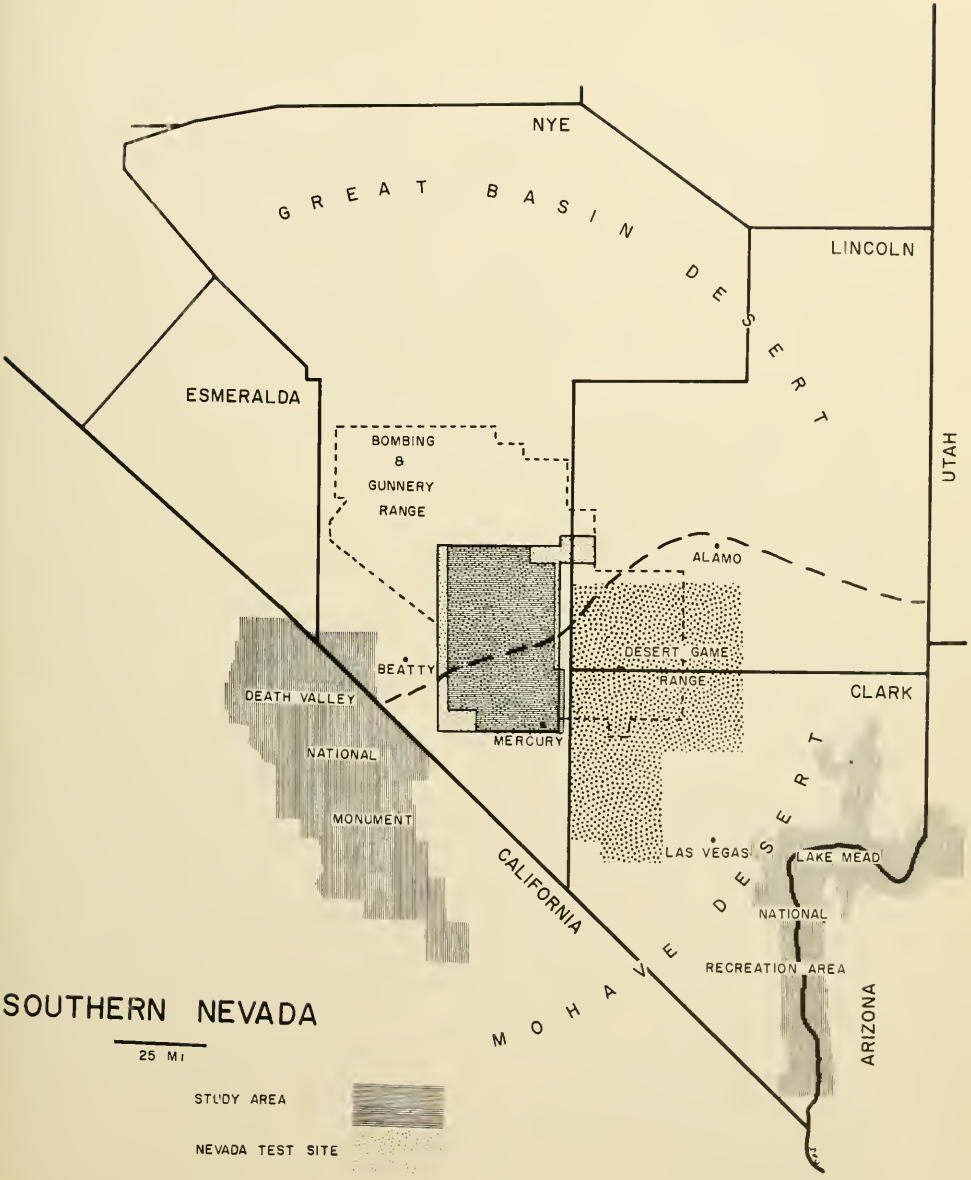 NYE
GREAT BASIN DESERT
LINCOLN
ESMERALDA
UTAH
BOMBING
&
GUNNERY
RANGE
ALAMO
DESERT GAME
RANGE
BEATTY
DEATH VALLEY
NATIONAL
MONUMENT
CLARK
MERCURY
LAS VEGAS
LAKE MEAD
NATIONAL
RECREATION AREA
CALIFORNIA
MOHAVE DESERT
ARIZONA
SOUTHERN NEVADA
25 MI
STUDY AREA
NEVADA TEST SITE